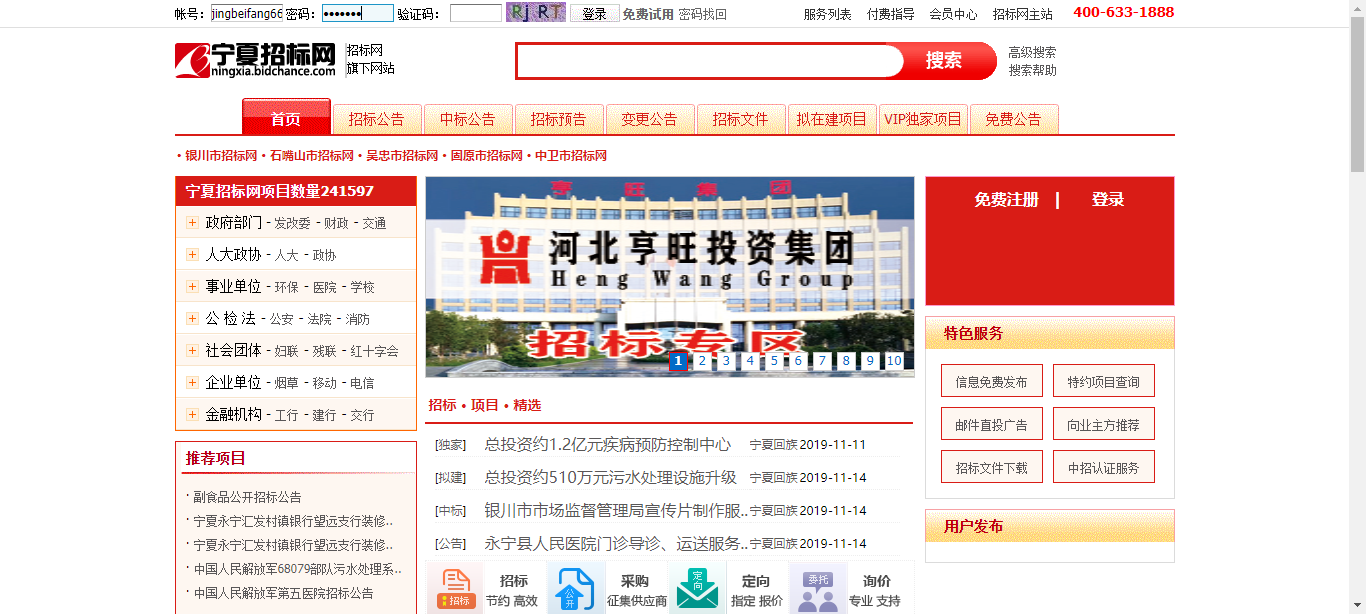 帐号： jingbeifang66 密码： ••••••• 验证码： RjRT 登录 免费试用 密码找回 服务列表 付费指导 会员中心 招标网主站 400-633-1888
宁夏招标网
ningxia.bidchance.com
招标网
旗下网站
搜索
高级搜索
搜索帮助
首页 招标公告 中标公告 招标预告 变更公告 招标文件 拟在建项目 VIP独家项目 免费公告
• 银川市招标网 • 石嘴山市招标网 • 吴忠市招标网 • 固原市招标网 • 中卫市招标网
宁夏招标网项目数量241597
政府部门 - 发改委 - 财政 - 交通
人大政协 - 人大 - 政协
事业单位 - 环保 - 医院 - 学校
公 检 法 - 公安 - 法院 - 消防
社会团体 - 妇联 - 残联 - 红十字会
企业单位 - 烟草 - 移动 - 电信
金融机构 - 工行 - 建行 - 交行
推荐项目
· 副食品公开招标公告
· 宁夏永宁汇发村镇银行望远支行装修..
· 宁夏永宁汇发村镇银行望远支行装修..
· 中国人民解放军68079部队污水处理系..
· 中国人民解放军第五医院招标公告
亨旺集团
河北亨旺投资集团
Heng Wang Group
招标专区
1 2 3 4 5 6 7 8 9 10
招标 • 项目 • 精选
[独家] 总投资约1.2亿元疾病预防控制中心 宁夏回族 2019-11-11
[拟建] 总投资约510万元污水处理设施升级 宁夏回族 2019-11-14
[中标] 银川市市场监督管理局宣传片制作服.. 宁夏回族 2019-11-14
[公告] 永宁县人民医院门诊导诊、运送服务.. 宁夏回族 2019-11-14
招标 招标 节约 高效
公开 采购 征集供应商
定向 定向 指定 报价
委托 询价 专业 支持
免费注册 | 登录
特色服务
信息免费发布 特约项目查询
邮件直投广告 向业主方推荐
招标文件下载 中招认证服务
用户发布